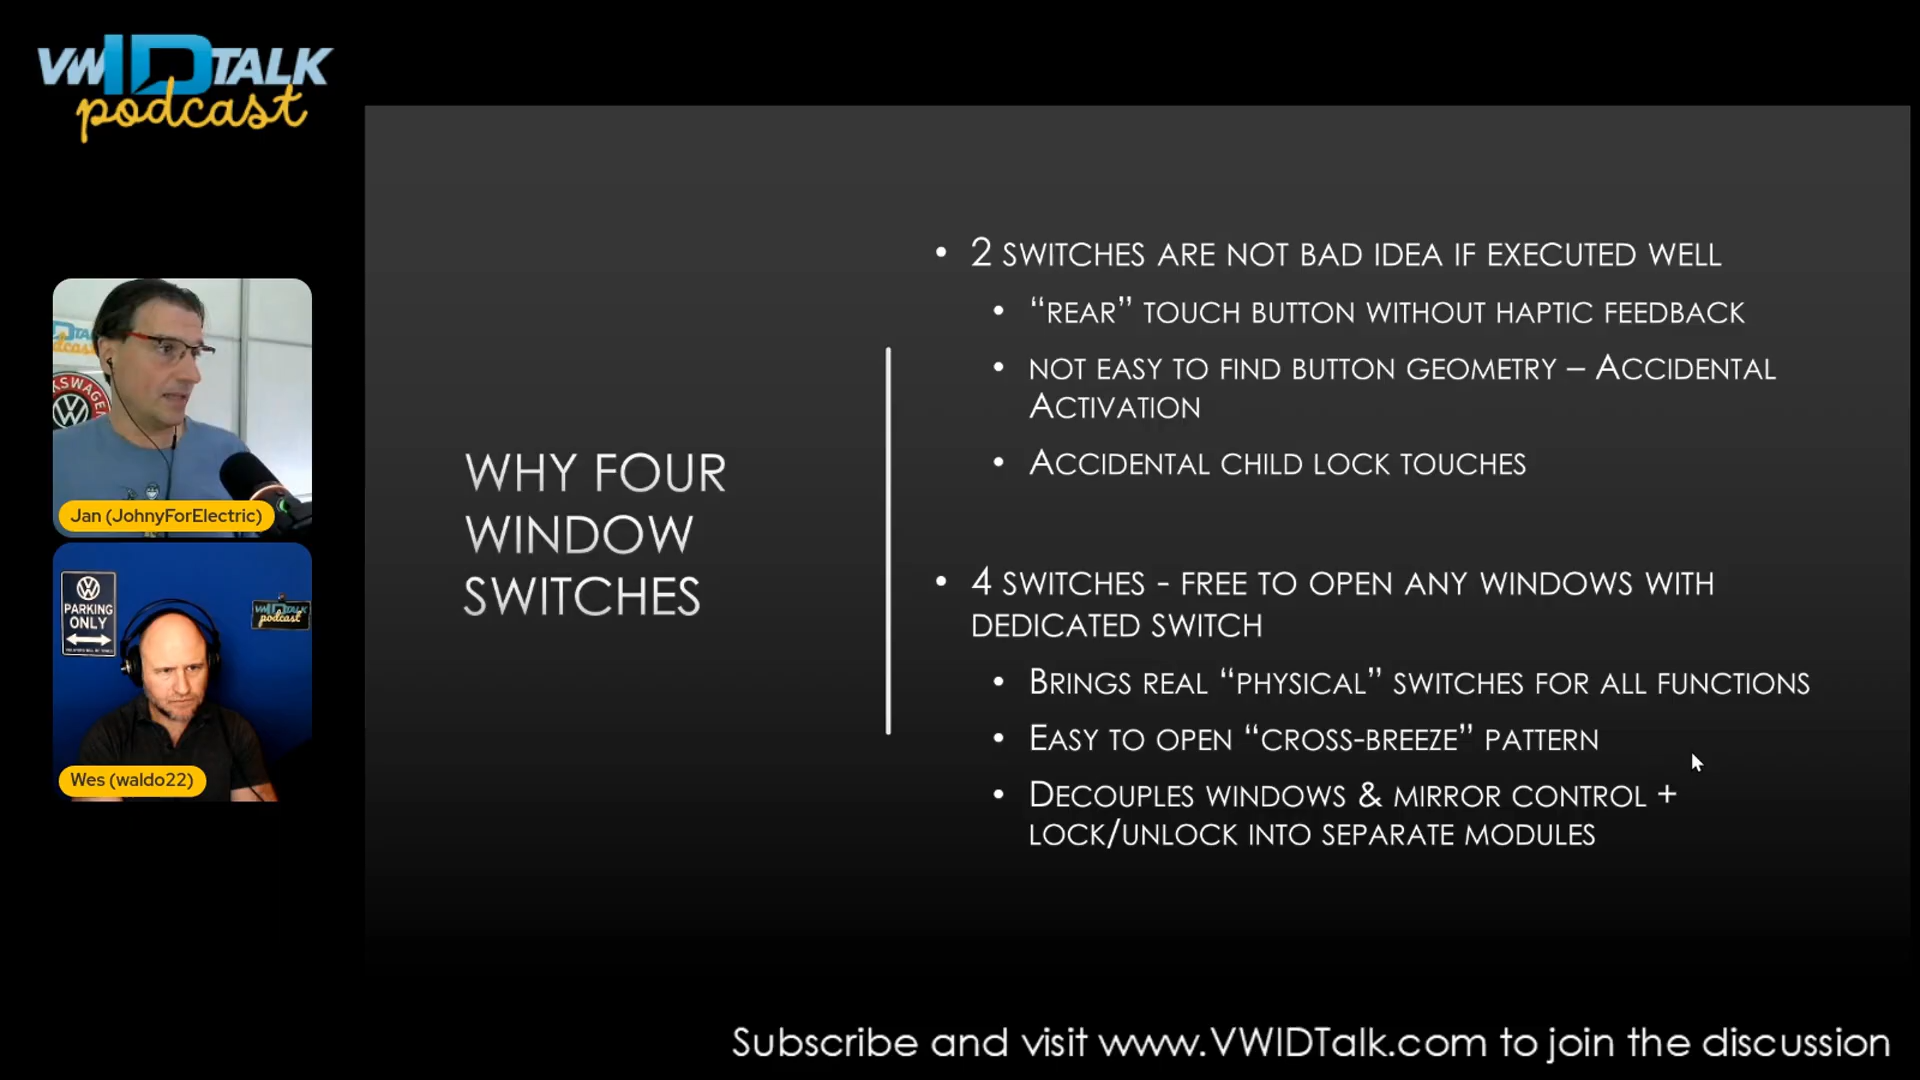 VW ID TALK
podcast
WHY FOUR
WINDOW
SWITCHES
• 2 SWITCHES ARE NOT BAD IDEA IF EXECUTED WELL
• “REAR” TOUCH BUTTON WITHOUT HAPTIC FEEDBACK
• NOT EASY TO FIND BUTTON GEOMETRY – ACCIDENTAL
ACTIVATION
• ACCIDENTAL CHILD LOCK TOUCHES
• 4 SWITCHES - FREE TO OPEN ANY WINDOWS WITH
DEDICATED SWITCH
• BRINGS REAL “PHYSICAL” SWITCHES FOR ALL FUNCTIONS
• EASY TO OPEN “CROSS-BREEZE” PATTERN
• DECOUPLES WINDOWS & MIRROR CONTROL +
LOCK/UNLOCK INTO SEPARATE MODULES
Jan (JohnyForElectric)
PARKING
ONLY
VW ID TALK
podcast
Wes (waldo22)
Subscribe and visit www.VWIDTalk.com to join the discussion